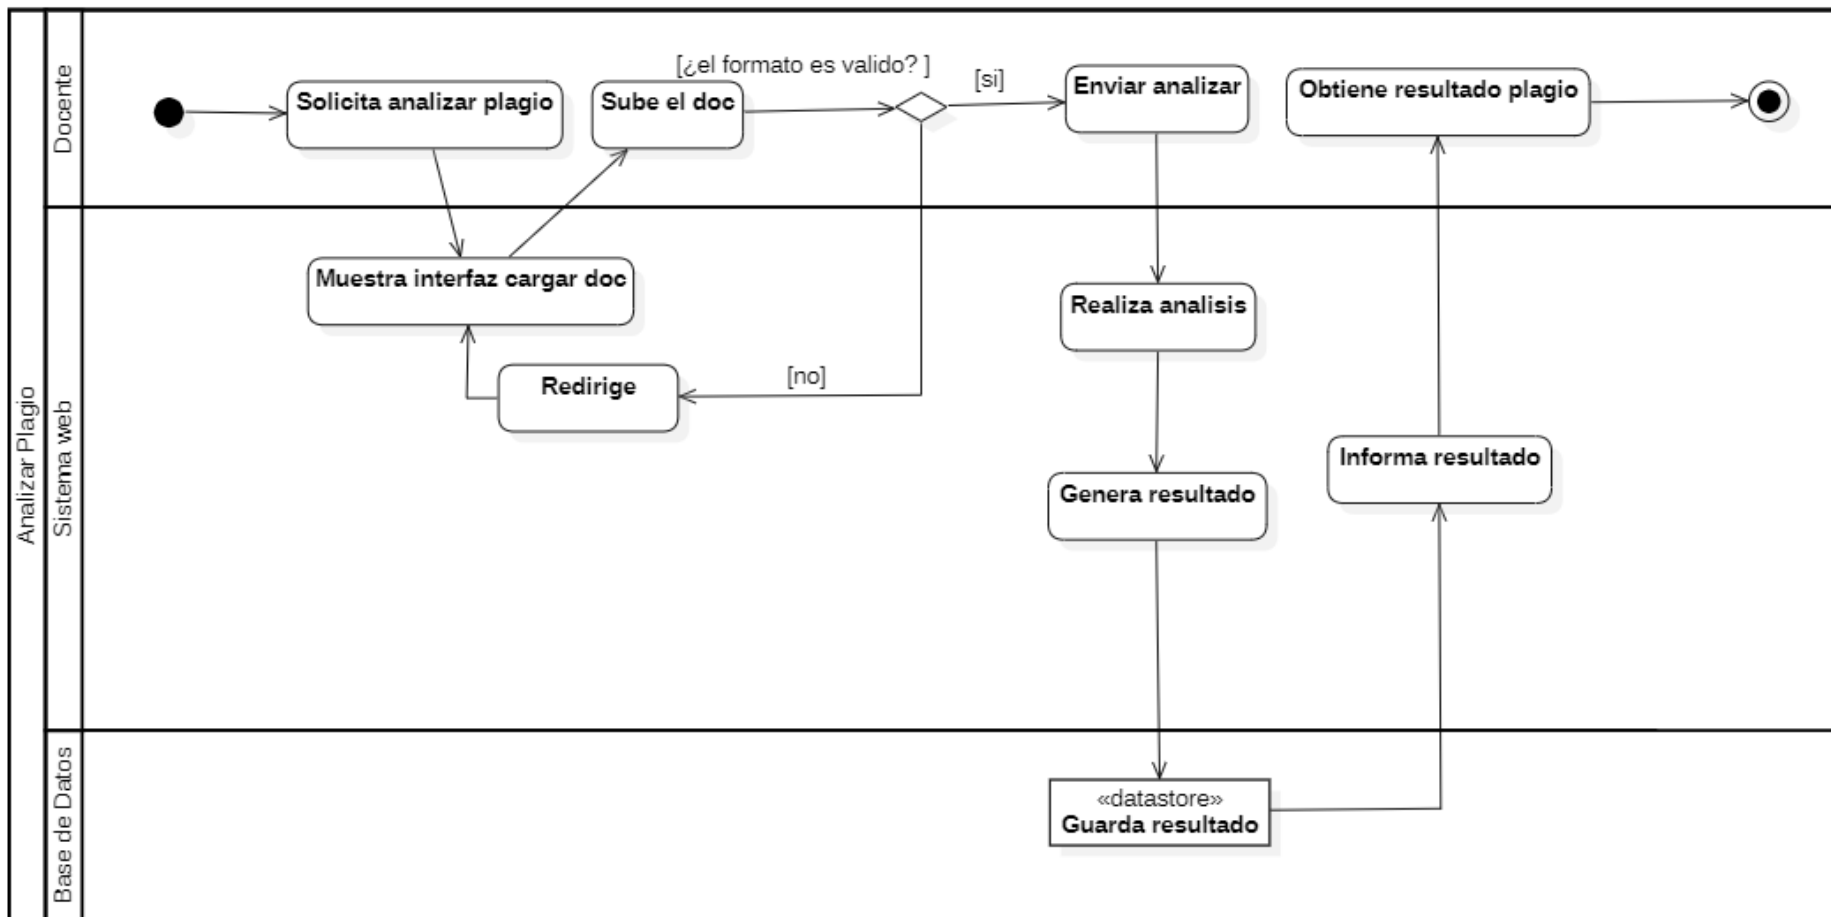 Analizar Plagio
Docente
[¿el formato es valido? ]
[si]
Solicita analizar plagio
Sube el doc
Enviar analizar
Obtiene resultado plagio
Sistema web
Muestra interfaz cargar doc
Realiza analisis
[no]
Redirige
Informa resultado
Genera resultado
Base de Datos
«datastore»
Guarda resultado